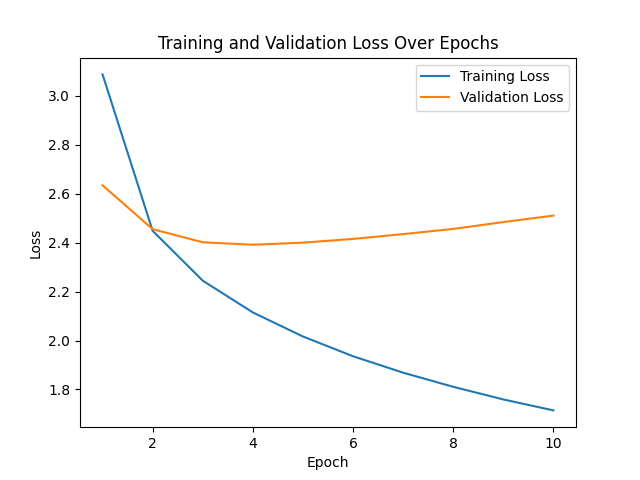 Training and Validation Loss Over Epochs
Training Loss
Validation Loss
3.0
2.8
2.6
2.4
2.2
2.0
1.8
Loss
2
4
6
8
10
Epoch